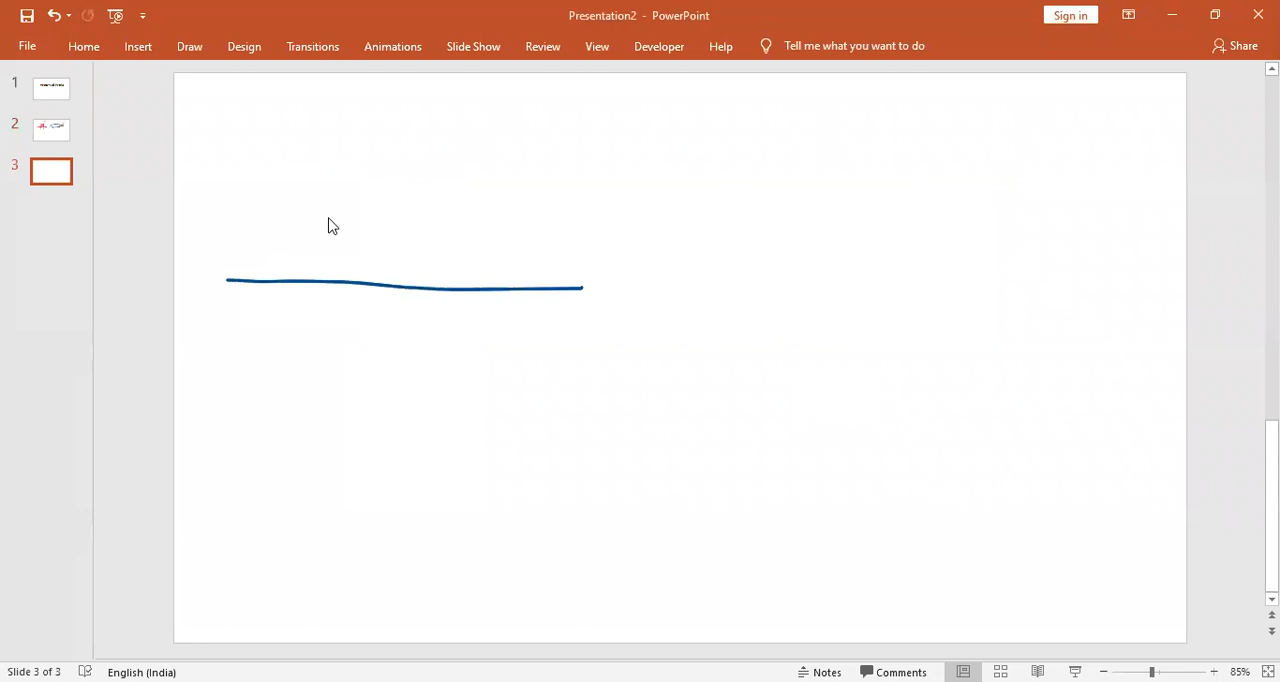 Presentation2 - PowerPoint
Sign in
File Home Insert Draw Design Transitions Animations Slide Show Review View Developer Help Tell me what you want to do Share
1
2
3
Slide 3 of 3 English (India) Notes Comments 85%